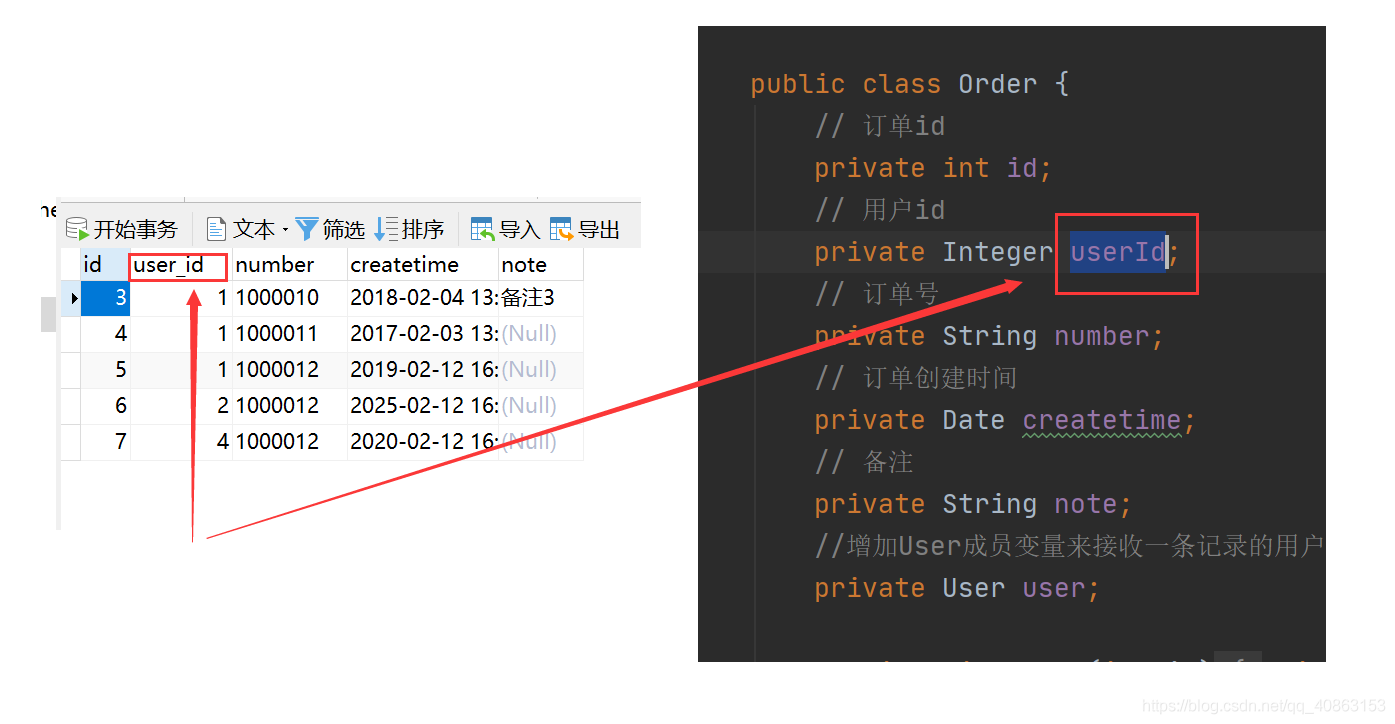 开始事务 文本 筛选 排序 导入 导出
id user_id number createtime note
3 1 1000010 2018-02-04 13: 备注3
4 1 1000011 2017-02-03 13: (Null)
5 1 1000012 2019-02-12 16: (Null)
6 2 1000012 2025-02-12 16: (Null)
7 4 1000012 2020-02-12 16: (Null)
public class Order {
// 订单id
private int id;
// 用户id
private Integer userId;
// 订单号
private String number;
// 订单创建时间
private Date createtime;
// 备注
private String note;
//增加User成员变量来接收一条记录的用户
private User user;
https://blog.csdn.net/qq_40863153